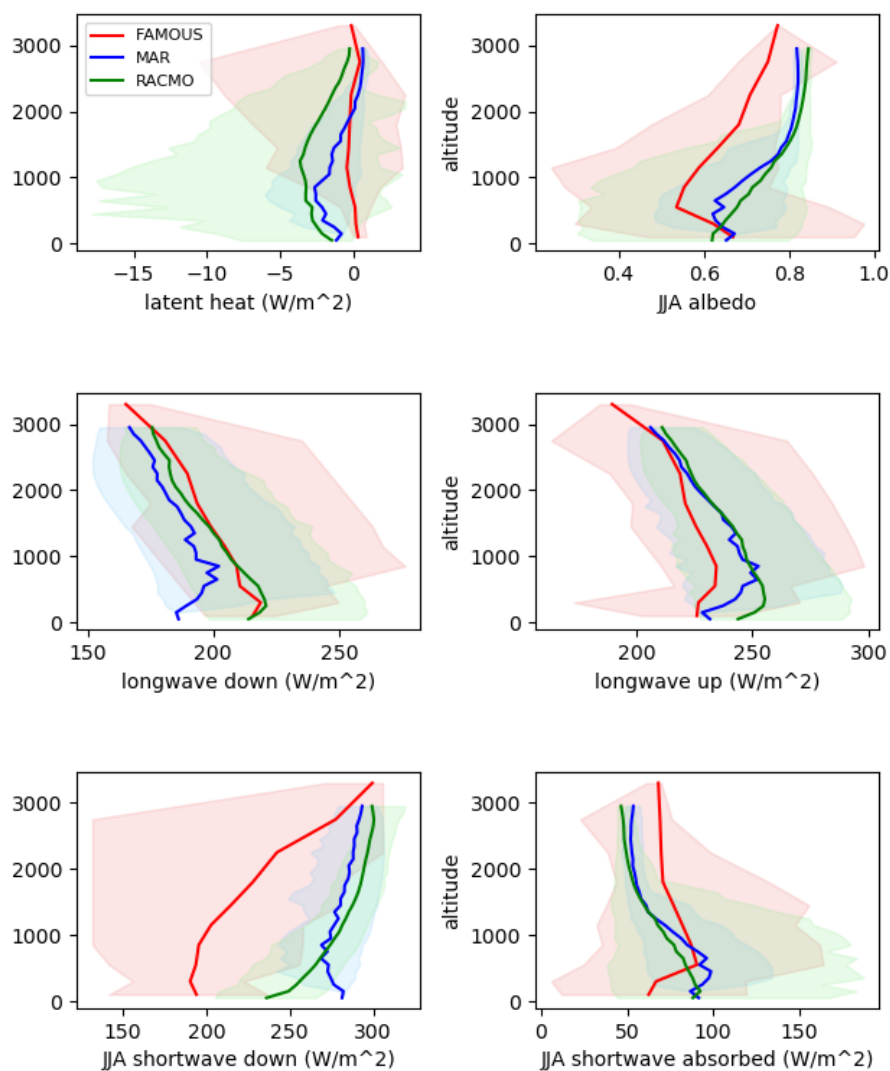 3000
2000
1000
0
FAMOUS
MAR
RACMO
−15 −10 −5 0
latent heat (W/m^2)
altitude
3000
2000
1000
0
0.4 0.6 0.8 1.0
JJA albedo
3000
2000
1000
0
150 200 250
longwave down (W/m^2)
altitude
3000
2000
1000
0
200 250 300
longwave up (W/m^2)
3000
2000
1000
0
150 200 250 300
JJA shortwave down (W/m^2)
altitude
3000
2000
1000
0
0 50 100 150
JJA shortwave absorbed (W/m^2)